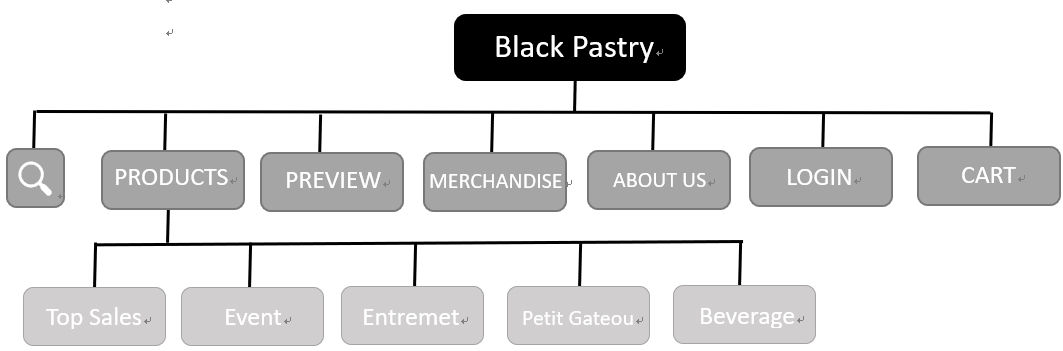 Black Pastry
PRODUCTS
PREVIEW
MERCHANDISE
ABOUT US
LOGIN
CART
Top Sales
Event
Entremet
Petit Gateou
Beverage